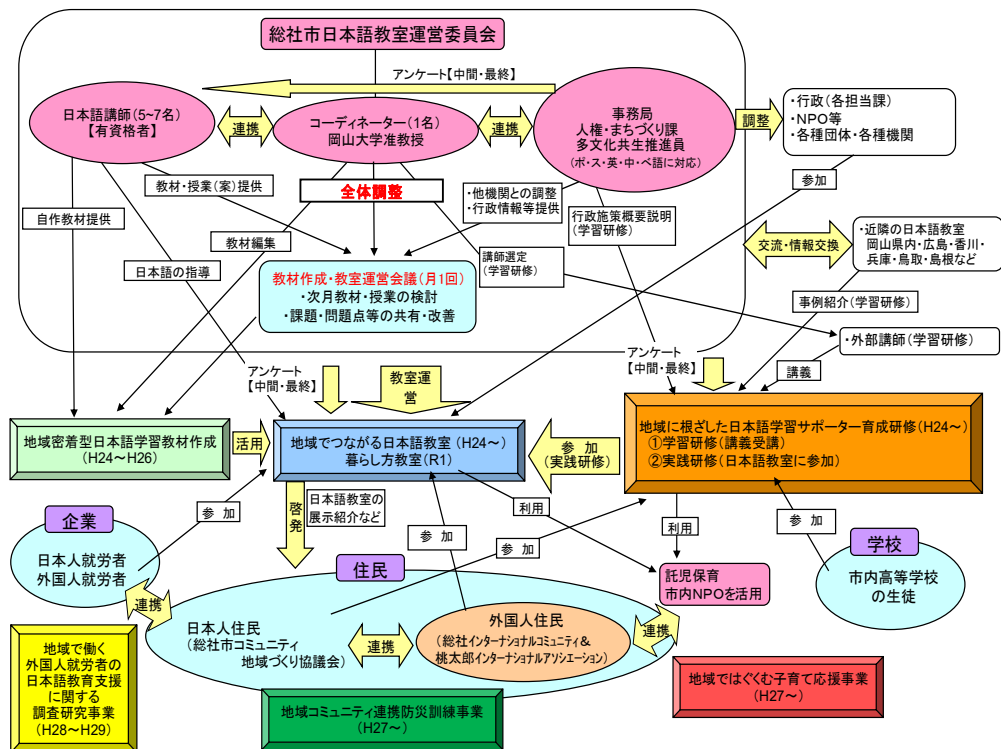 総社市日本語教室運営委員会
アンケート【中間・最終】
日本語講師(5~7名)
【有資格者】
連携
コーディネーター(1名)
岡山大学准教授
連携
事務局
人権・まちづくり課
多文化共生推進員
(ポ・ス・英・中・ベ語に対応)
調整
・行政(各担当課)
・NPO等
・各種団体・各種機関
参加
教材・授業(案)提供
全体調整
・他機関との調整
・行政情報等提供
自作教材提供
教材編集
行政施策概要説明
(学習研修)
交流・情報交換
・近隣の日本語教室
岡山県内・広島・香川・
兵庫・鳥取・島根など
日本語の指導
講師選定
(学習研修)
教材作成・教室運営会議(月1回)
・次月教材・授業の検討
・課題・問題点等の共有・改善
事例紹介(学習研修)
・外部講師(学習研修)
アンケート
【中間・最終】
教室運
営
アンケート
【中間・最終】
講義
地域密着型日本語学習教材作成
(H24~H26)
活用
地域でつながる日本語教室(H24~)
暮らし方教室(R1)
参加
(実践研修)
地域に根ざした日本語学習サポーター育成研修(H24~)
①学習研修(講義受講)
②実践研修(日本語教室に参加)
啓発
日本語教室の
展示紹介など
利用
利用
企業
参加
参加
参加
参加
学校
日本人就労者
外国人就労者
住民
託児保育
市内NPOを活用
市内高等学校
の生徒
連携
日本人住民
(総社市コミュニティ
地域づくり協議会)
連携
外国人住民
(総社インターナショナルコミュニティ&
桃太郎インターナショナルアソシエーション)
連携
地域で働く
外国人就労者の
日本語教育支援
に関する
調査研究事業
(H28~H29)
地域コミュニティ連携防災訓練事業
(H27~)
地域ではぐくむ子育て応援事業
(H27~)